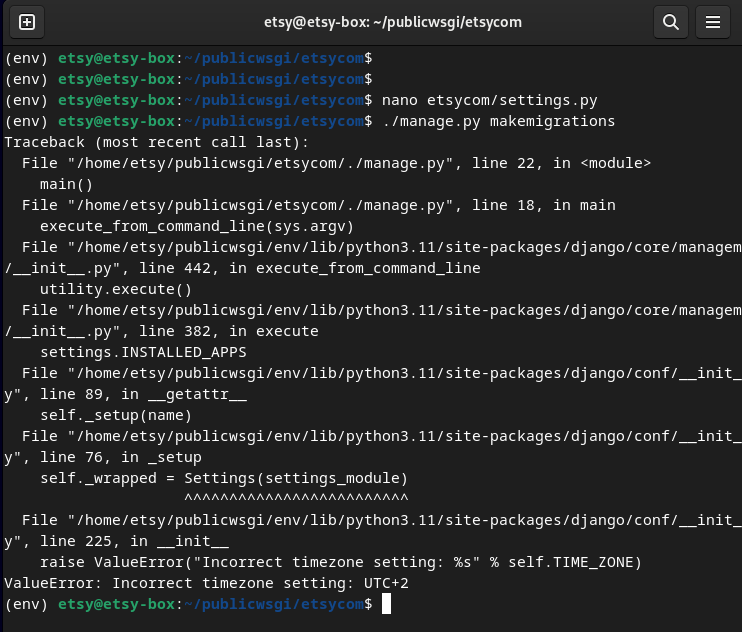 etsy@etsy-box: ~/publicwsgi/etsycom
(env) etsy@etsy-box:~/publicwsgi/etsycom$
(env) etsy@etsy-box:~/publicwsgi/etsycom$
(env) etsy@etsy-box:~/publicwsgi/etsycom$ nano etsycom/settings.py
(env) etsy@etsy-box:~/publicwsgi/etsycom$ ./manage.py makemigrations
Traceback (most recent call last):
  File "/home/etsy/publicwsgi/etsycom/./manage.py", line 22, in <module>
    main()
  File "/home/etsy/publicwsgi/etsycom/./manage.py", line 18, in main
    execute_from_command_line(sys.argv)
  File "/home/etsy/publicwsgi/env/lib/python3.11/site-packages/django/core/managem
/__init__.py", line 442, in execute_from_command_line
    utility.execute()
  File "/home/etsy/publicwsgi/env/lib/python3.11/site-packages/django/core/managem
/__init__.py", line 382, in execute
    settings.INSTALLED_APPS
  File "/home/etsy/publicwsgi/env/lib/python3.11/site-packages/django/conf/__init_
y", line 89, in __getattr__
    self._setup(name)
  File "/home/etsy/publicwsgi/env/lib/python3.11/site-packages/django/conf/__init_
y", line 76, in _setup
    self._wrapped = Settings(settings_module)
                    ^^^^^^^^^^^^^^^^^^^^^^^^^
  File "/home/etsy/publicwsgi/env/lib/python3.11/site-packages/django/conf/__init_
y", line 225, in __init__
    raise ValueError("Incorrect timezone setting: %s" % self.TIME_ZONE)
ValueError: Incorrect timezone setting: UTC+2
(env) etsy@etsy-box:~/publicwsgi/etsycom$